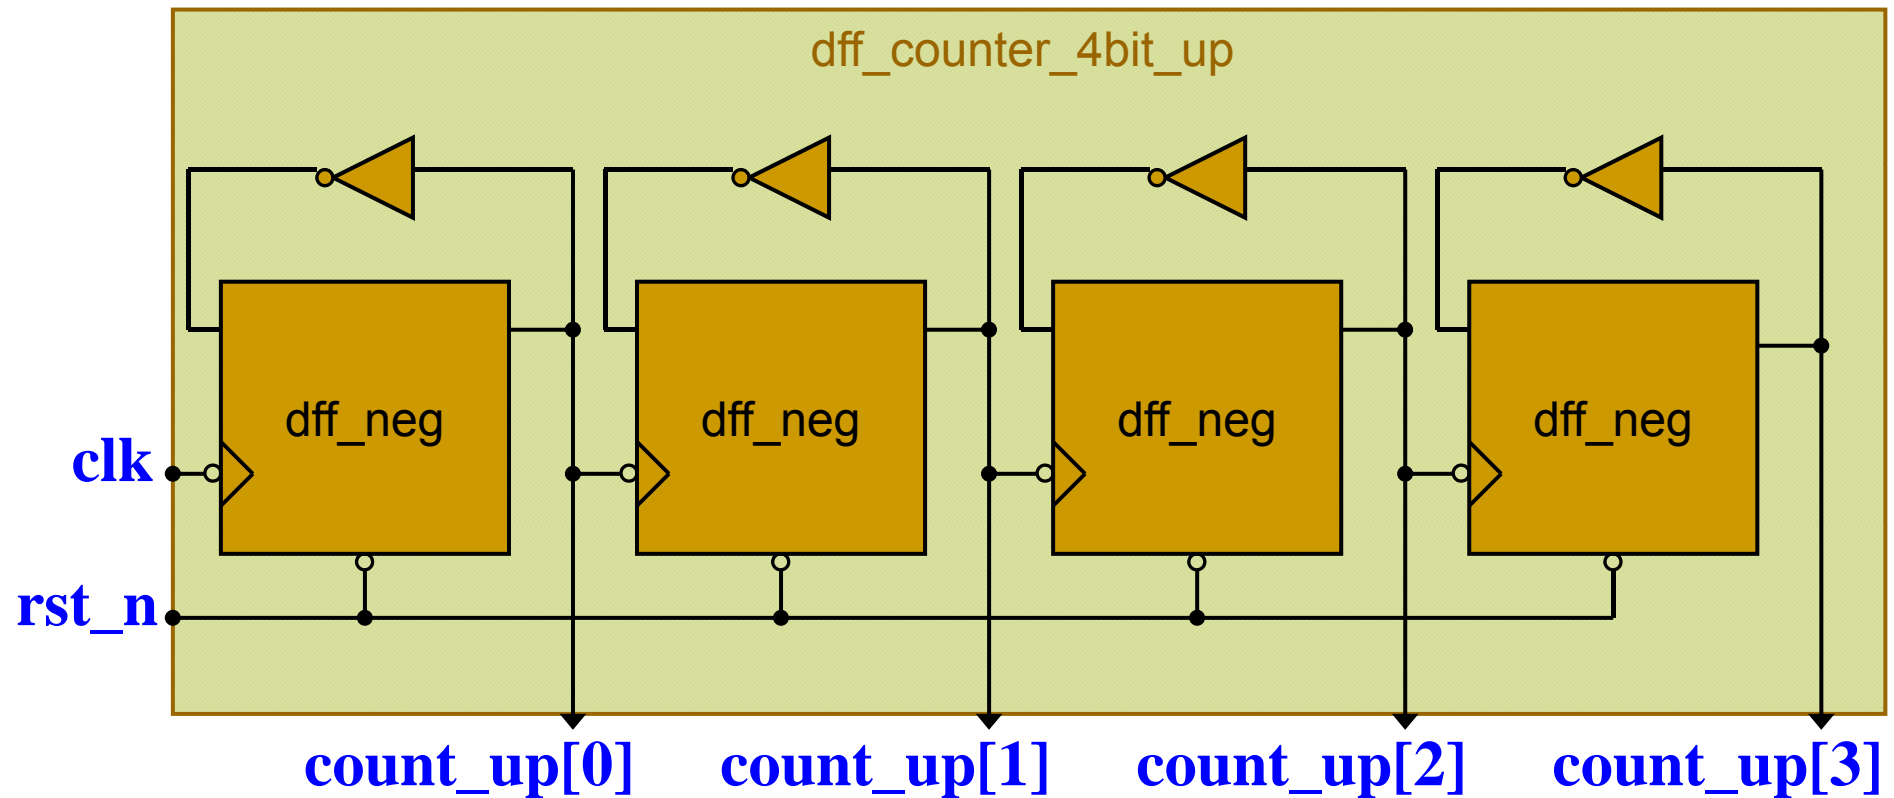 dff_counter_4bit_up
dff_neg dff_neg dff_neg dff_neg
clk
rst_n
count_up[0] count_up[1] count_up[2] count_up[3]